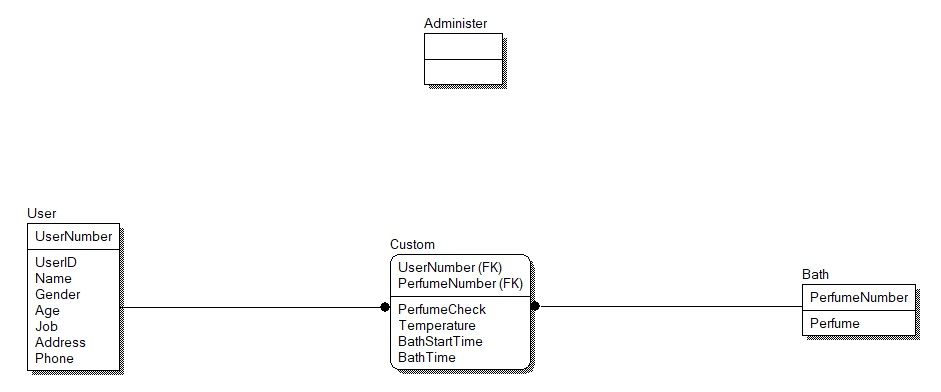 Administer
User
UserNumber
UserID
Name
Gender
Age
Job
Address
Phone
Custom
UserNumber (FK)
PerfumeNumber (FK)
PerfumeCheck
Temperature
BathStartTime
BathTime
Bath
PerfumeNumber
Perfume